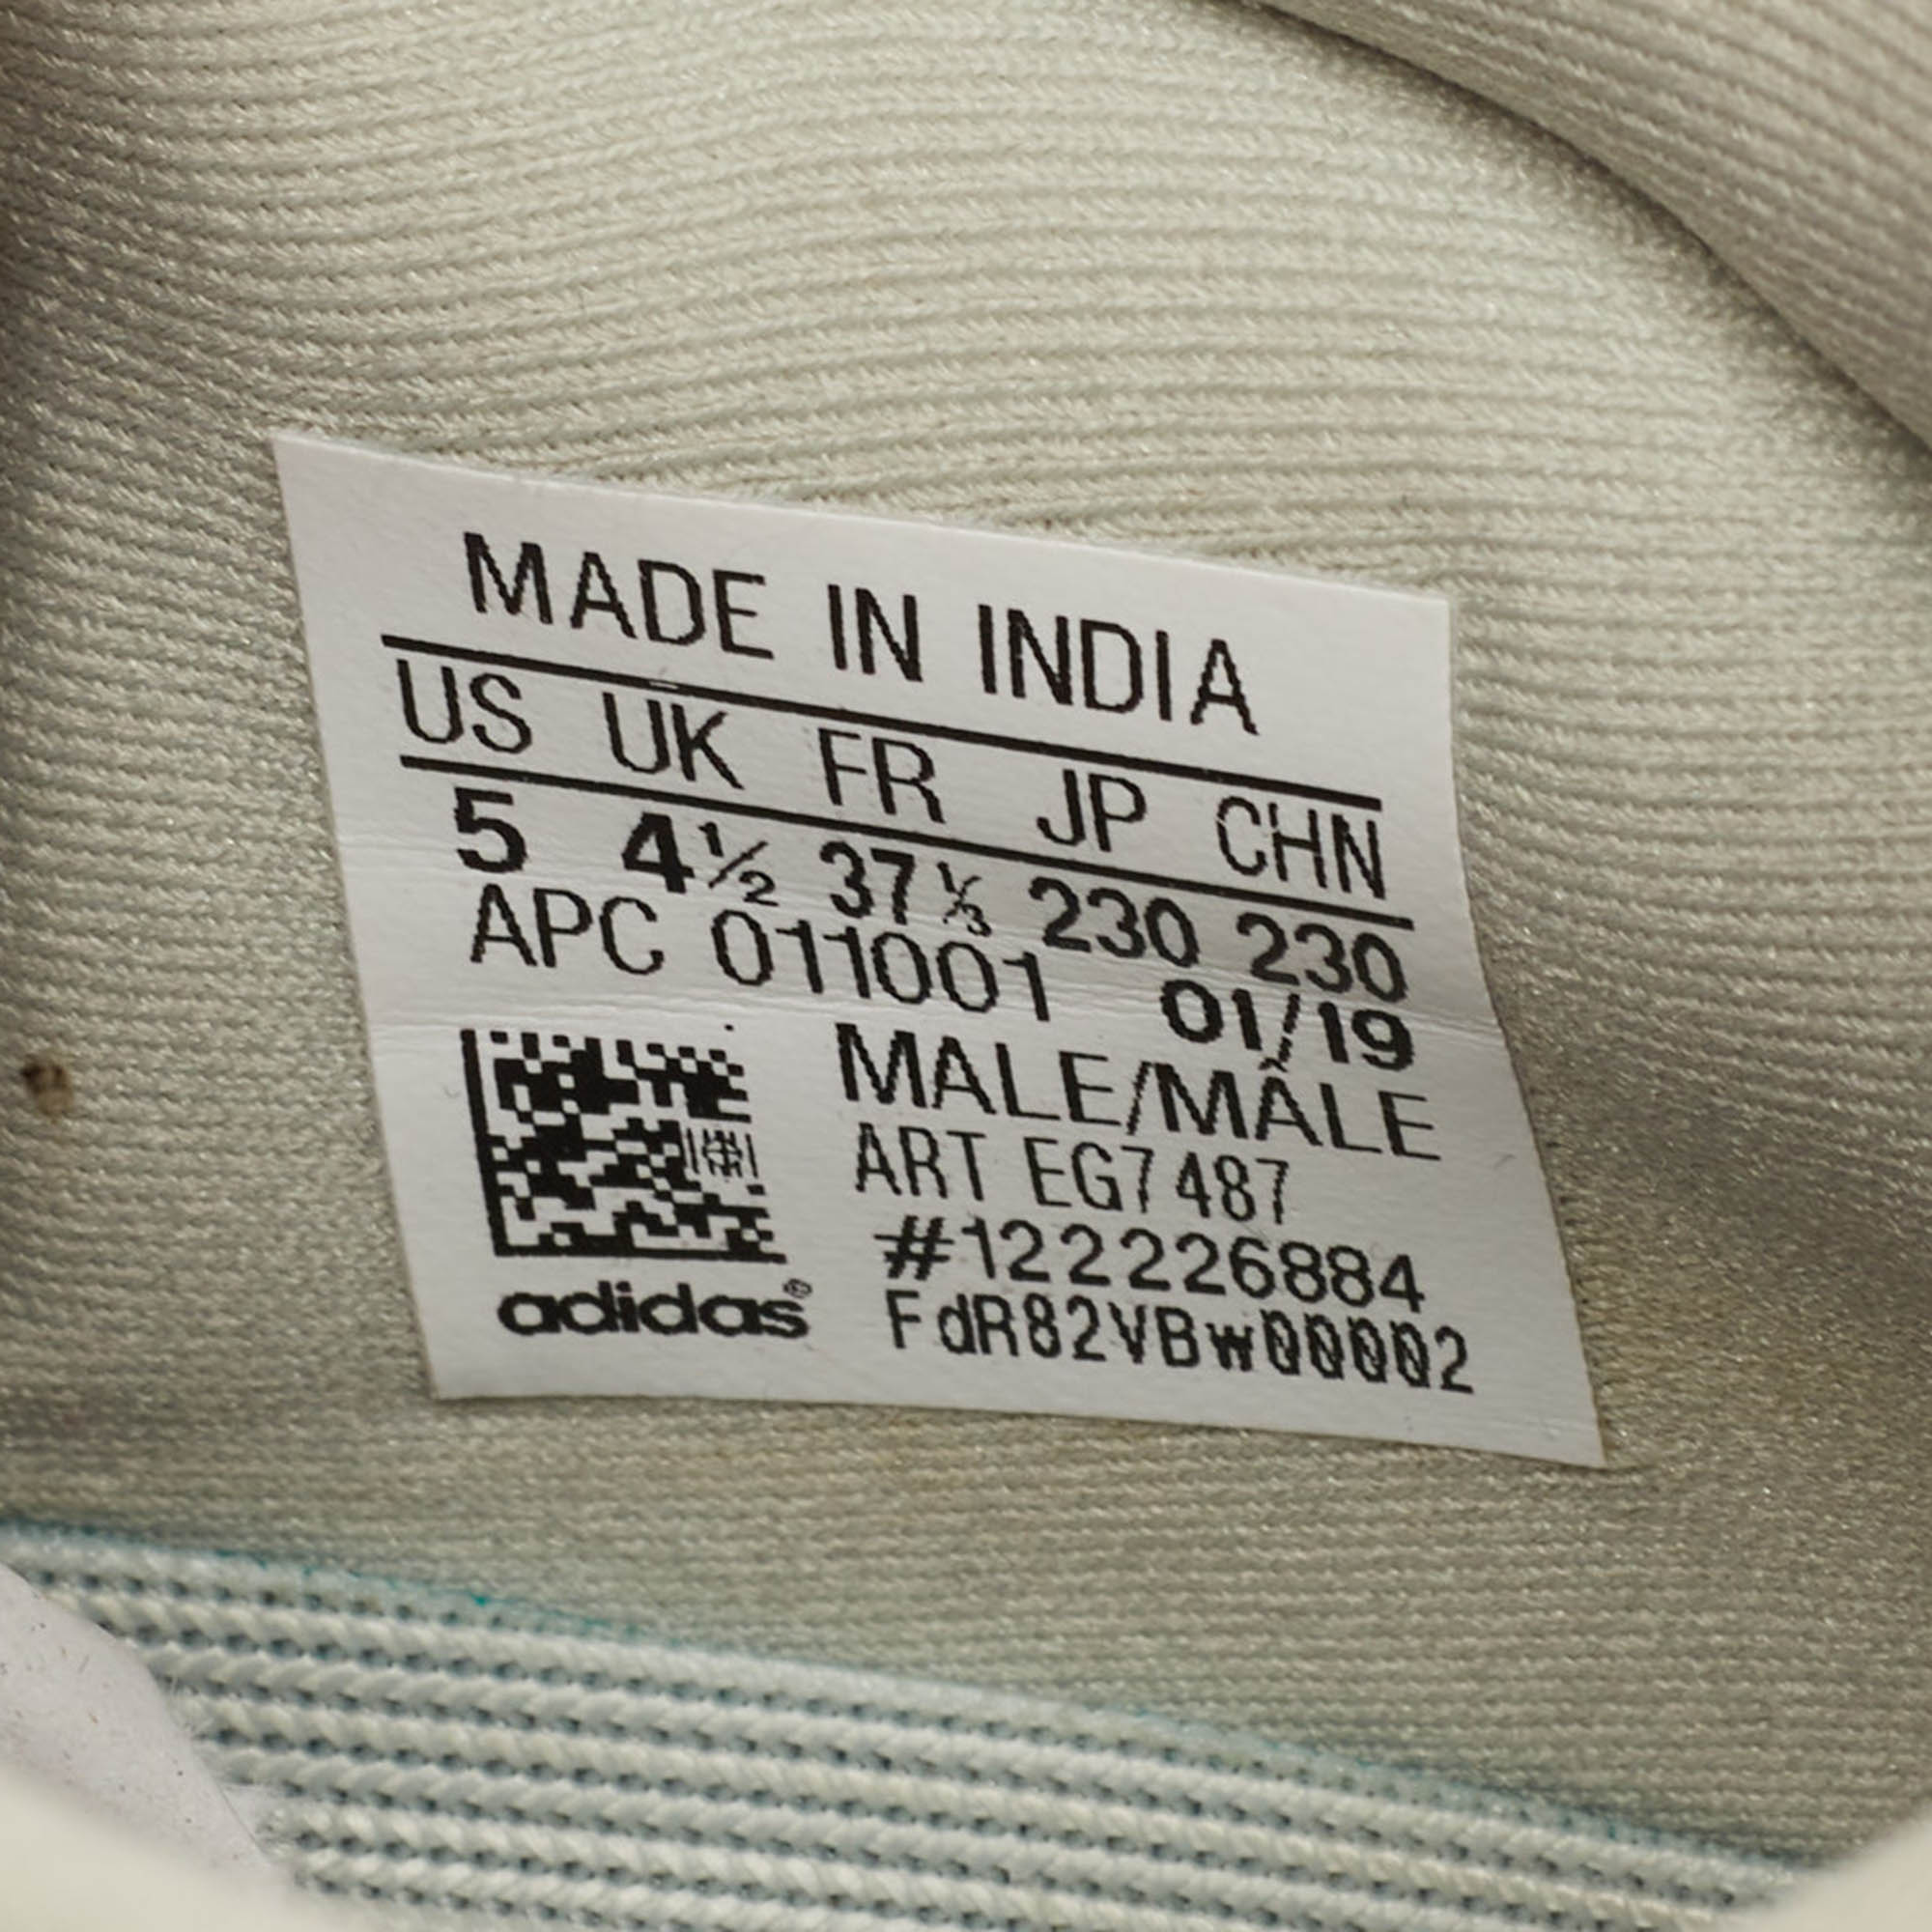 MADE IN INDIA
US UK FR JP CHN
5 4½ 37⅓ 230 230
APC 011001 01/19
MALE/MÂLE
ART EG7487
#122226884
adidas® FdR82VBw00002